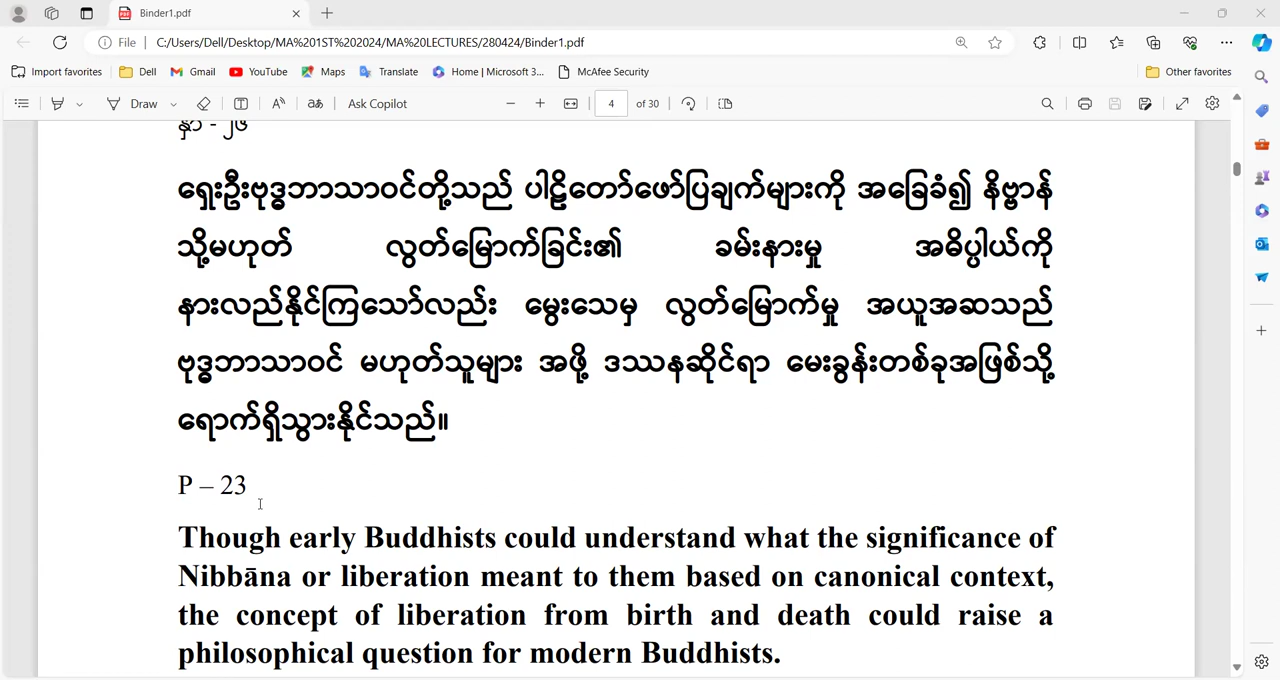 Binder1.pdf
File
C:/Users/Dell/Desktop/MA%201ST%202024/MA%20LECTURES/280424/Binder1.pdf
Import favorites Dell Gmail YouTube Maps Translate Home | Microsoft 3... McAfee Security Other favorites
Draw Ask Copilot 4 of 30
နှာ - ၂၆
ရှေးဦးဗုဒ္ဓဘာသာဝင်တို့သည် ပါဠိတော်ဖော်ပြချက်များကို အခြေခံ၍ နိဗ္ဗာန်
သို့မဟုတ် လွတ်မြောက်ခြင်း၏ ခမ်းနားမှု အဓိပ္ပါယ်ကို
နားလည်နိုင်ကြသော်လည်း မွေးသေမှ လွတ်မြောက်မှု အယူအဆသည်
ဗုဒ္ဓဘာသာဝင် မဟုတ်သူများ အဖို့ ဒဿနဆိုင်ရာ မေးခွန်းတစ်ခုအဖြစ်သို့
ရောက်ရှိသွားနိုင်သည်။
P – 23
Though early Buddhists could understand what the significance of
Nibbāna or liberation meant to them based on canonical context,
the concept of liberation from birth and death could raise a
philosophical question for modern Buddhists.